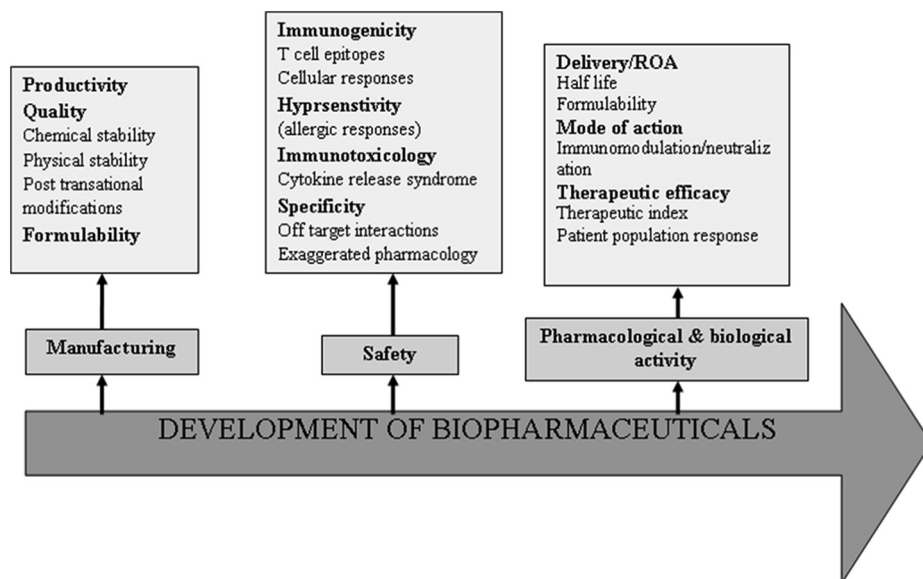 Productivity
Quality
Chemical stability
Physical stability
Post transational
modifications
Formulability
Immunogenicity
T cell epitopes
Cellular responses
Hyprsenstivity
(allergic responses)
Immunotoxicology
Cytokine release syndrome
Specificity
Off target interactions
Exaggerated pharmacology
Delivery/ROA
Half life
Formulability
Mode of action
Immunomodulation/neutraliz
ation
Therapeutic efficacy
Therapeutic index
Patient population response
Manufacturing
Safety
Pharmacological & biological
activity
DEVELOPMENT OF BIOPHARMACEUTICALS